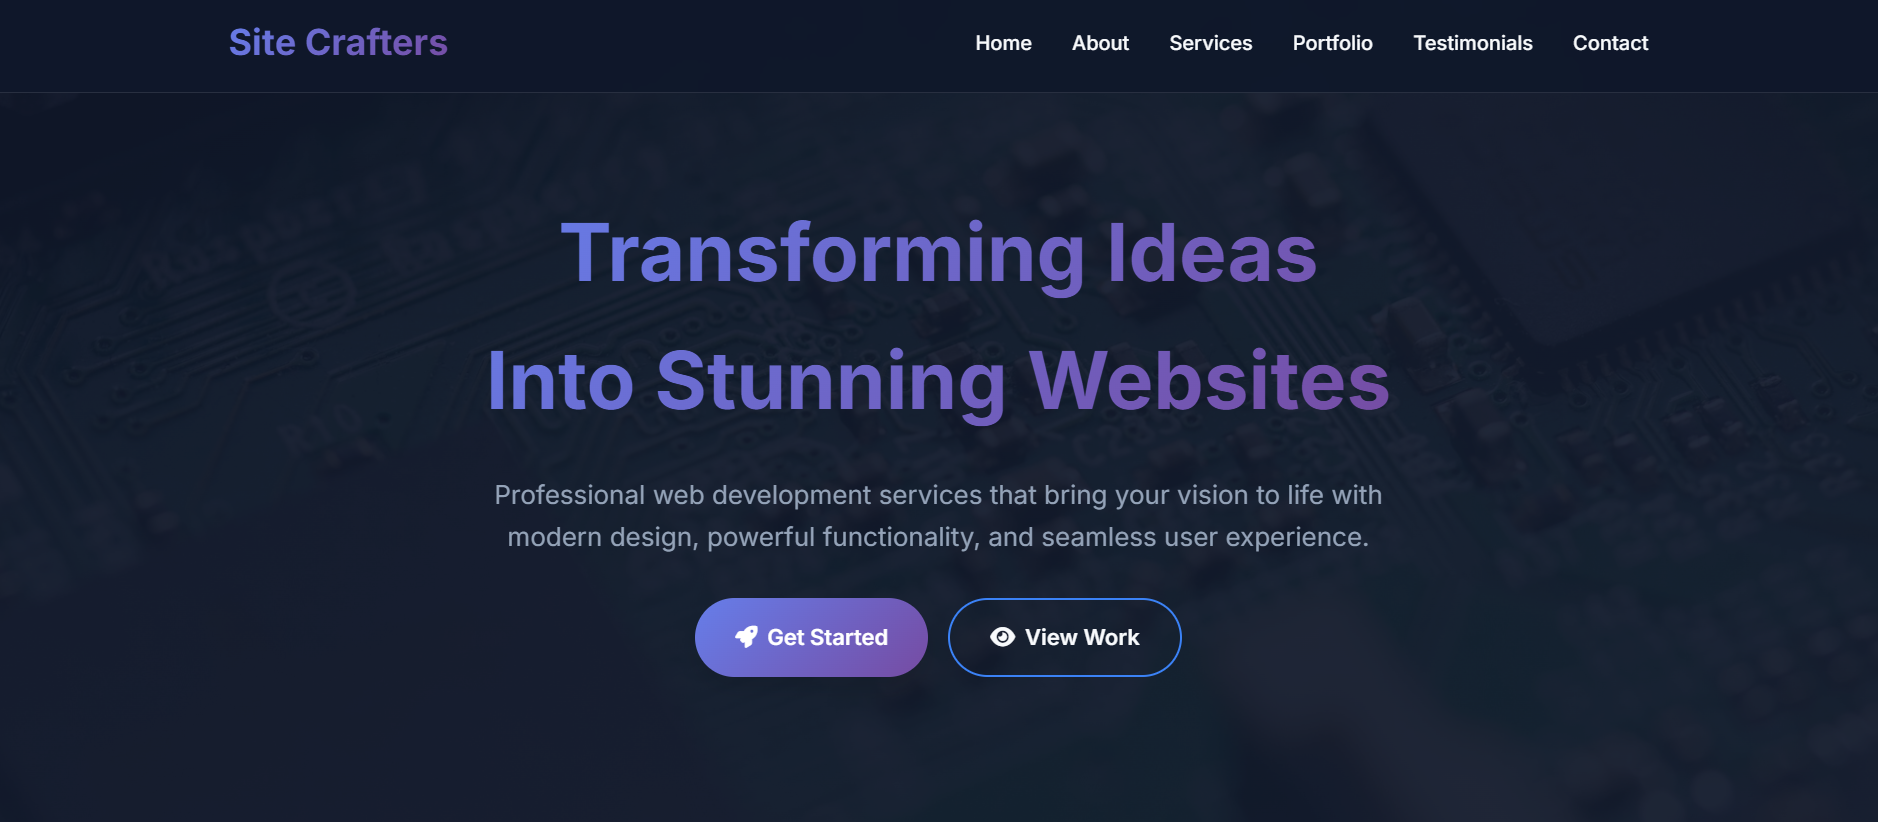 Site Crafters
Home About Services Portfolio Testimonials Contact
Transforming Ideas
Into Stunning Websites
Professional web development services that bring your vision to life with
modern design, powerful functionality, and seamless user experience.
Get Started
View Work